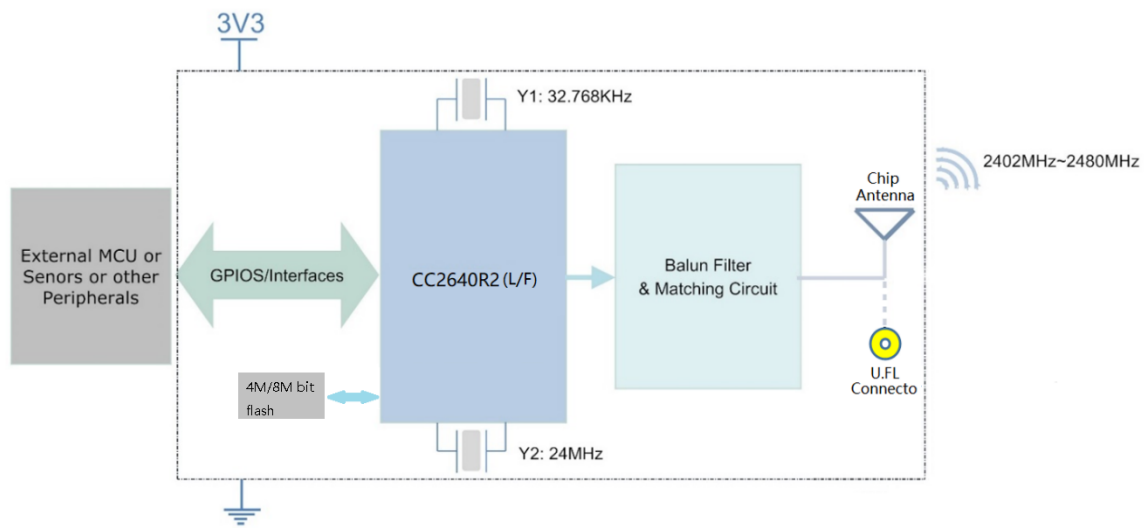 3V3
Y1: 32.768KHz
2402MHz~2480MHz
Chip
Antenna
External MCU or
Senors or other
Peripherals
GPIOS/Interfaces
CC2640R2(L/F)
Balun Filter
& Matching Circuit
U.FL
Connecto
4M/8M bit
flash
Y2: 24MHz